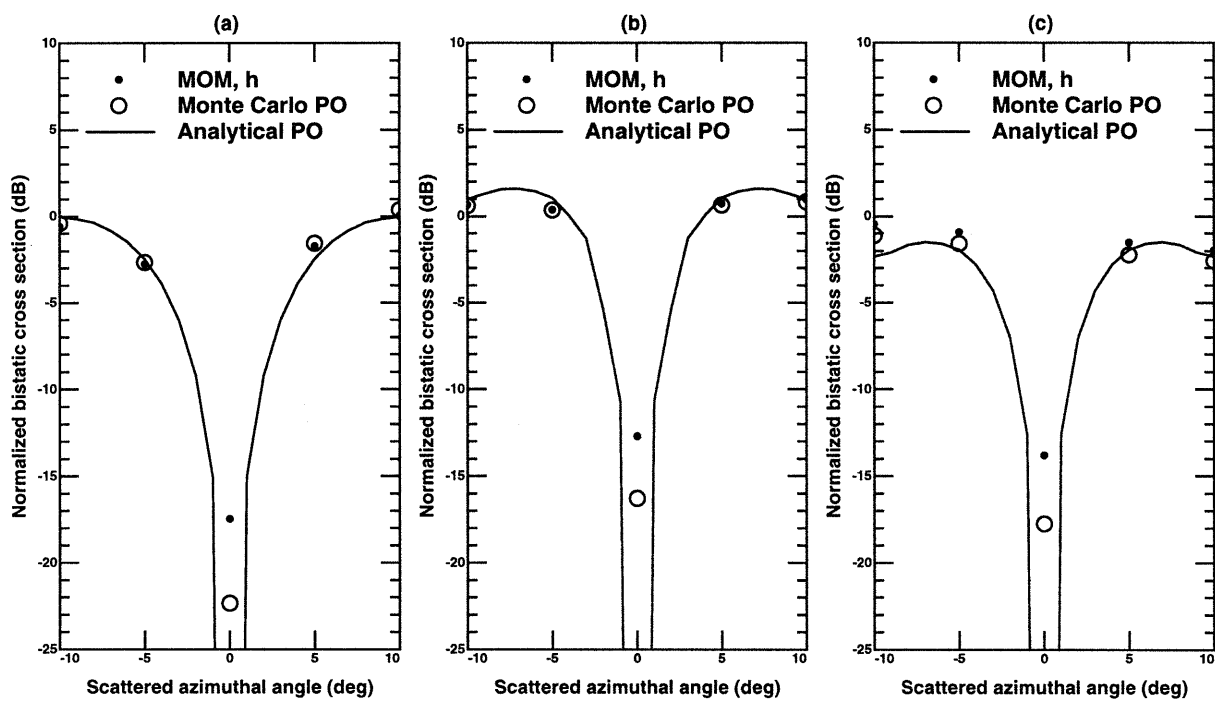 (a)
Normalized bistatic cross section (dB)
10
5
0
-5
-10
-15
-20
-25
MOM, h
Monte Carlo PO
Analytical PO
-10 -5 0 5 10
Scattered azimuthal angle (deg)
(b)
Normalized bistatic cross section (dB)
10
5
0
-5
-10
-15
-20
-25
MOM, h
Monte Carlo PO
Analytical PO
-10 -5 0 5 10
Scattered azimuthal angle (deg)
(c)
Normalized bistatic cross section (dB)
10
5
0
-5
-10
-15
-20
-25
MOM, h
Monte Carlo PO
Analytical PO
-10 -5 0 5 10
Scattered azimuthal angle (deg)